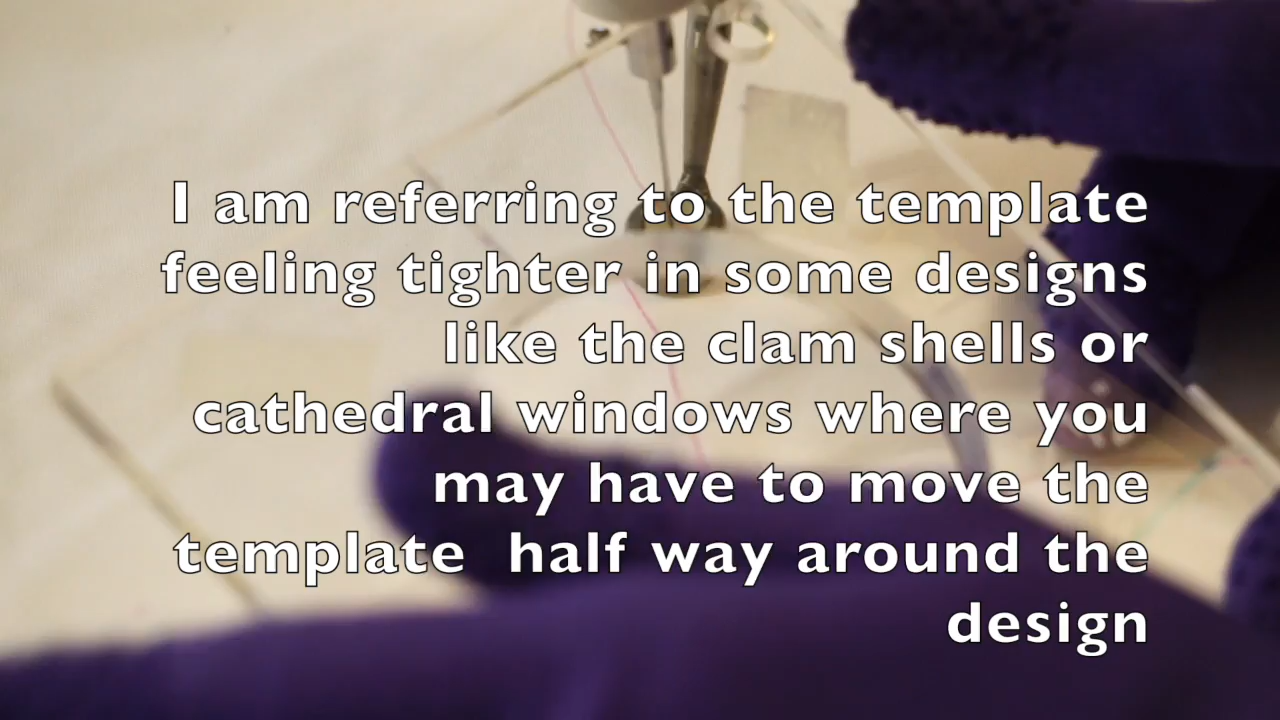 I am referring to the template
feeling tighter in some designs
like the clam shells or
cathedral windows where you
may have to move the
template  half way around the
design